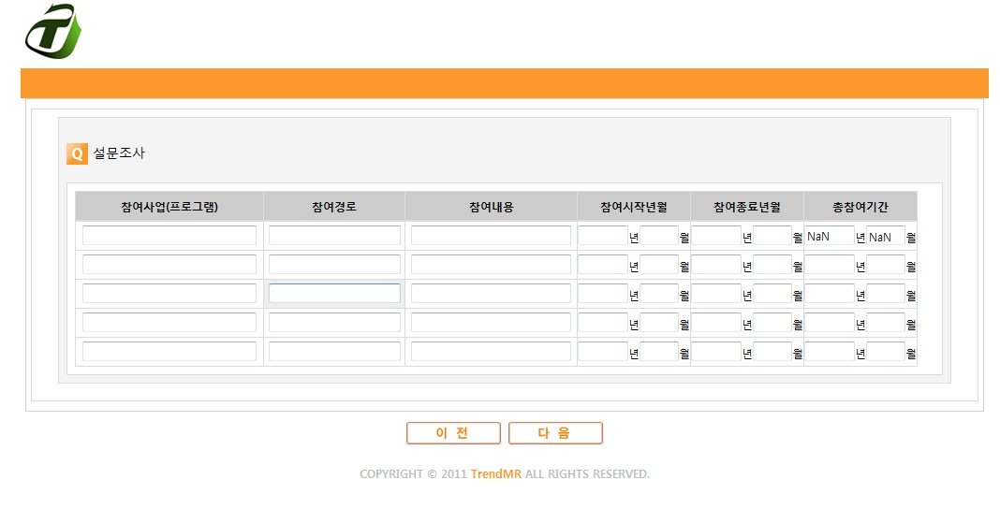 Q 설문조사
참여사업(프로그램) 참여경로 참여내용 참여시작년월 참여종료년월 총참여기간
년 월 년 월 NaN 년 NaN 월
년 월 년 월 년 월
년 월 년 월 년 월
년 월 년 월 년 월
년 월 년 월 년 월
이 전 다 음
COPYRIGHT © 2011 TrendMR ALL RIGHTS RESERVED.